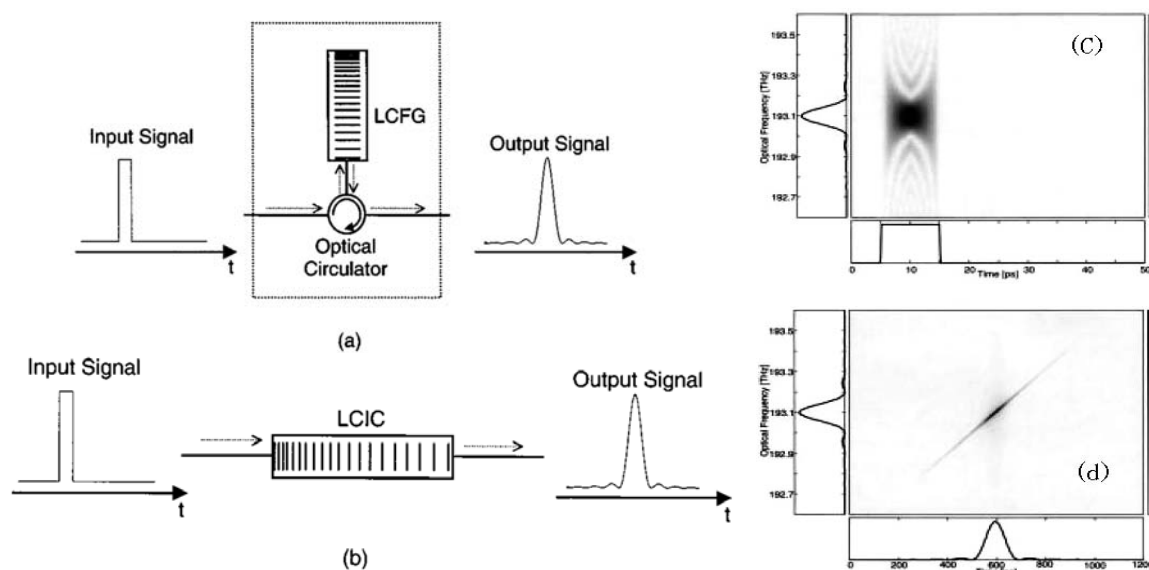 LCFG
Input Signal
Output Signal
t
Optical
Circulator
t
(a)
Input Signal
Output Signal
LCIC
t
t
(b)
(C)
Optical Frequency [THz]
193.5
193.3
193.1
192.9
192.7
0 10 20 30 40 50
Time [ps]
(d)
Optical Frequency [THz]
193.5
193.3
193.1
192.9
192.7
0 200 400 600 800 1000 1200